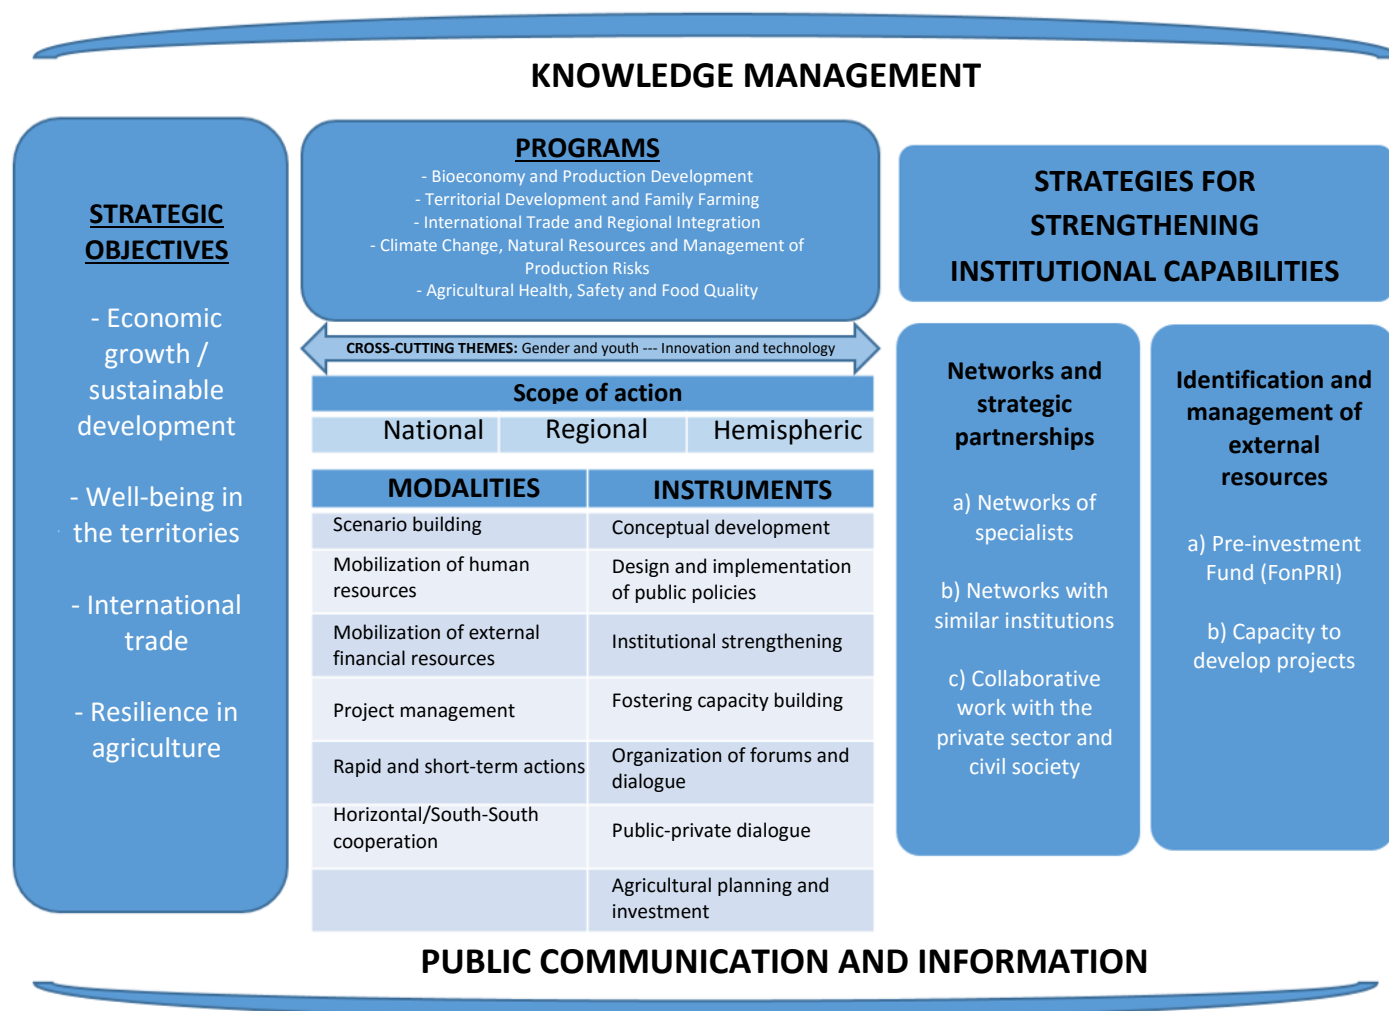 KNOWLEDGE MANAGEMENT
STRATEGIC
OBJECTIVES
- Economic
growth /
sustainable
development
- Well-being in
the territories
- International
trade
- Resilience in
agriculture
PROGRAMS
- Bioeconomy and Production Development
- Territorial Development and Family Farming
- International Trade and Regional Integration
- Climate Change, Natural Resources and Management of
Production Risks
- Agricultural Health, Safety and Food Quality
CROSS-CUTTING THEMES: Gender and youth --- Innovation and technology
Scope of action
National
Regional
Hemispheric
MODALITIES
INSTRUMENTS
Scenario building
Conceptual development
Mobilization of human
resources
Design and implementation
of public policies
Mobilization of external
financial resources
Institutional strengthening
Project management
Fostering capacity building
Rapid and short-term actions
Organization of forums and
dialogue
Horizontal/South-South
cooperation
Public-private dialogue
Agricultural planning and
investment
STRATEGIES FOR
STRENGTHENING
INSTITUTIONAL CAPABILITIES
Networks and
strategic
partnerships
a) Networks of
specialists
b) Networks with
similar institutions
c) Collaborative
work with the
private sector and
civil society
Identification and
management of
external
resources
a) Pre-investment
Fund (FonPRI)
b) Capacity to
develop projects
PUBLIC COMMUNICATION AND INFORMATION